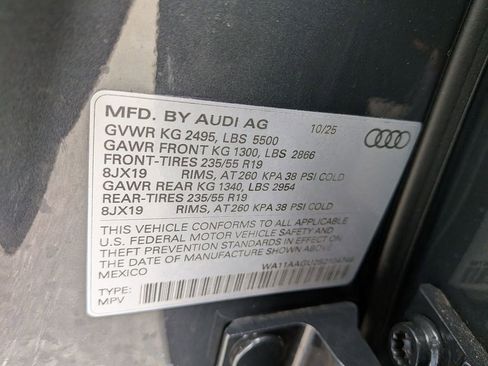 MFD. BY AUDI AG 10/25
GVWR KG 2495, LBS 5500
GAWR FRONT KG 1300, LBS 2866
FRONT-TIRES 235/55 R19
8JX19 RIMS, AT 260 KPA 38 PSI COLD
GAWR REAR KG 1340, LBS 2954
REAR-TIRES 235/55 R19
8JX19 RIMS, AT 260 KPA 38 PSI COLD
THIS VEHICLE CONFORMS TO ALL APPLICABLE
U.S. FEDERAL MOTOR VEHICLE SAFETY AND
THEFT PREVENTION STANDARDS IN EFFECT ON
THE DATE OF MANUFACTURE SHOWN ABOVE
MEXICO
TYPE:
MPV